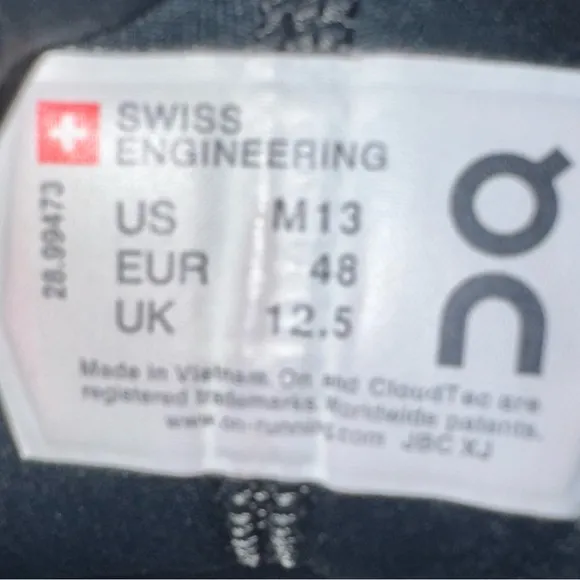 SWISS
ENGINEERING
28.99473
US M13
EUR 48
UK 12.5
Made in Vietnam. On and CloudTec are
registered trademarks. Worldwide patents.
www.on-running.com JBC XJ
On